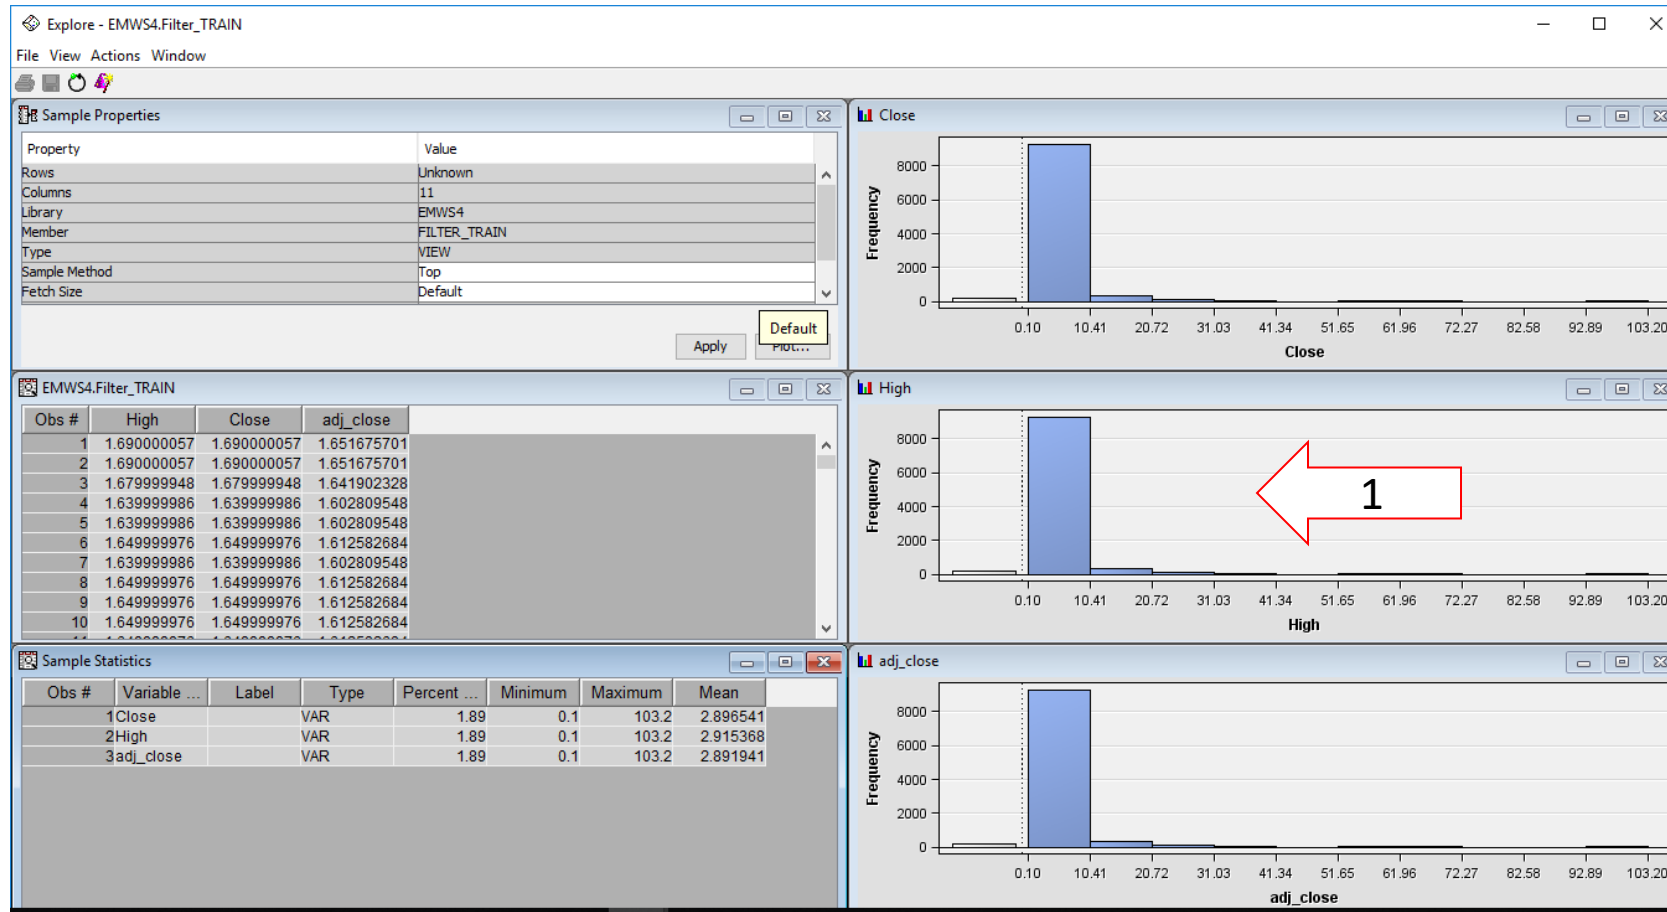 Explore - EMWS4.Filter_TRAIN
File View Actions Window
Sample Properties
Property Value
Rows Unknown
Columns 11
Library EMWS4
Member FILTER_TRAIN
Type VIEW
Sample Method Top
Fetch Size Default
Default
Apply Plot...
EMWS4.Filter_TRAIN
Obs # High Close adj_close
1 1.690000057 1.690000057 1.651675701
2 1.690000057 1.690000057 1.651675701
3 1.679999948 1.679999948 1.641902328
4 1.639999986 1.639999986 1.602809548
5 1.639999986 1.639999986 1.602809548
6 1.649999976 1.649999976 1.612582684
7 1.639999986 1.639999986 1.602809548
8 1.649999976 1.649999976 1.612582684
9 1.649999976 1.649999976 1.612582684
10 1.649999976 1.649999976 1.612582684
Sample Statistics
Obs # Variable ... Label Type Percent ... Minimum Maximum Mean
1 Close VAR 1.89 0.1 103.2 2.896541
2 High VAR 1.89 0.1 103.2 2.915368
3 adj_close VAR 1.89 0.1 103.2 2.891941
Close
Frequency
8000
6000
4000
2000
0
0.10 10.41 20.72 31.03 41.34 51.65 61.96 72.27 82.58 92.89 103.20
Close
High
Frequency
8000
6000
4000
2000
0
1
0.10 10.41 20.72 31.03 41.34 51.65 61.96 72.27 82.58 92.89 103.20
High
adj_close
Frequency
8000
6000
4000
2000
0
0.10 10.41 20.72 31.03 41.34 51.65 61.96 72.27 82.58 92.89 103.20
adj_close